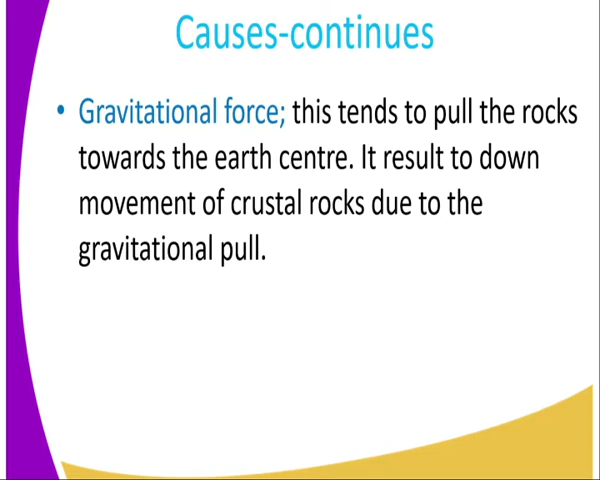 Causes-continues
• Gravitational force; this tends to pull the rocks
towards the earth centre. It result to down
movement of crustal rocks due to the
gravitational pull.